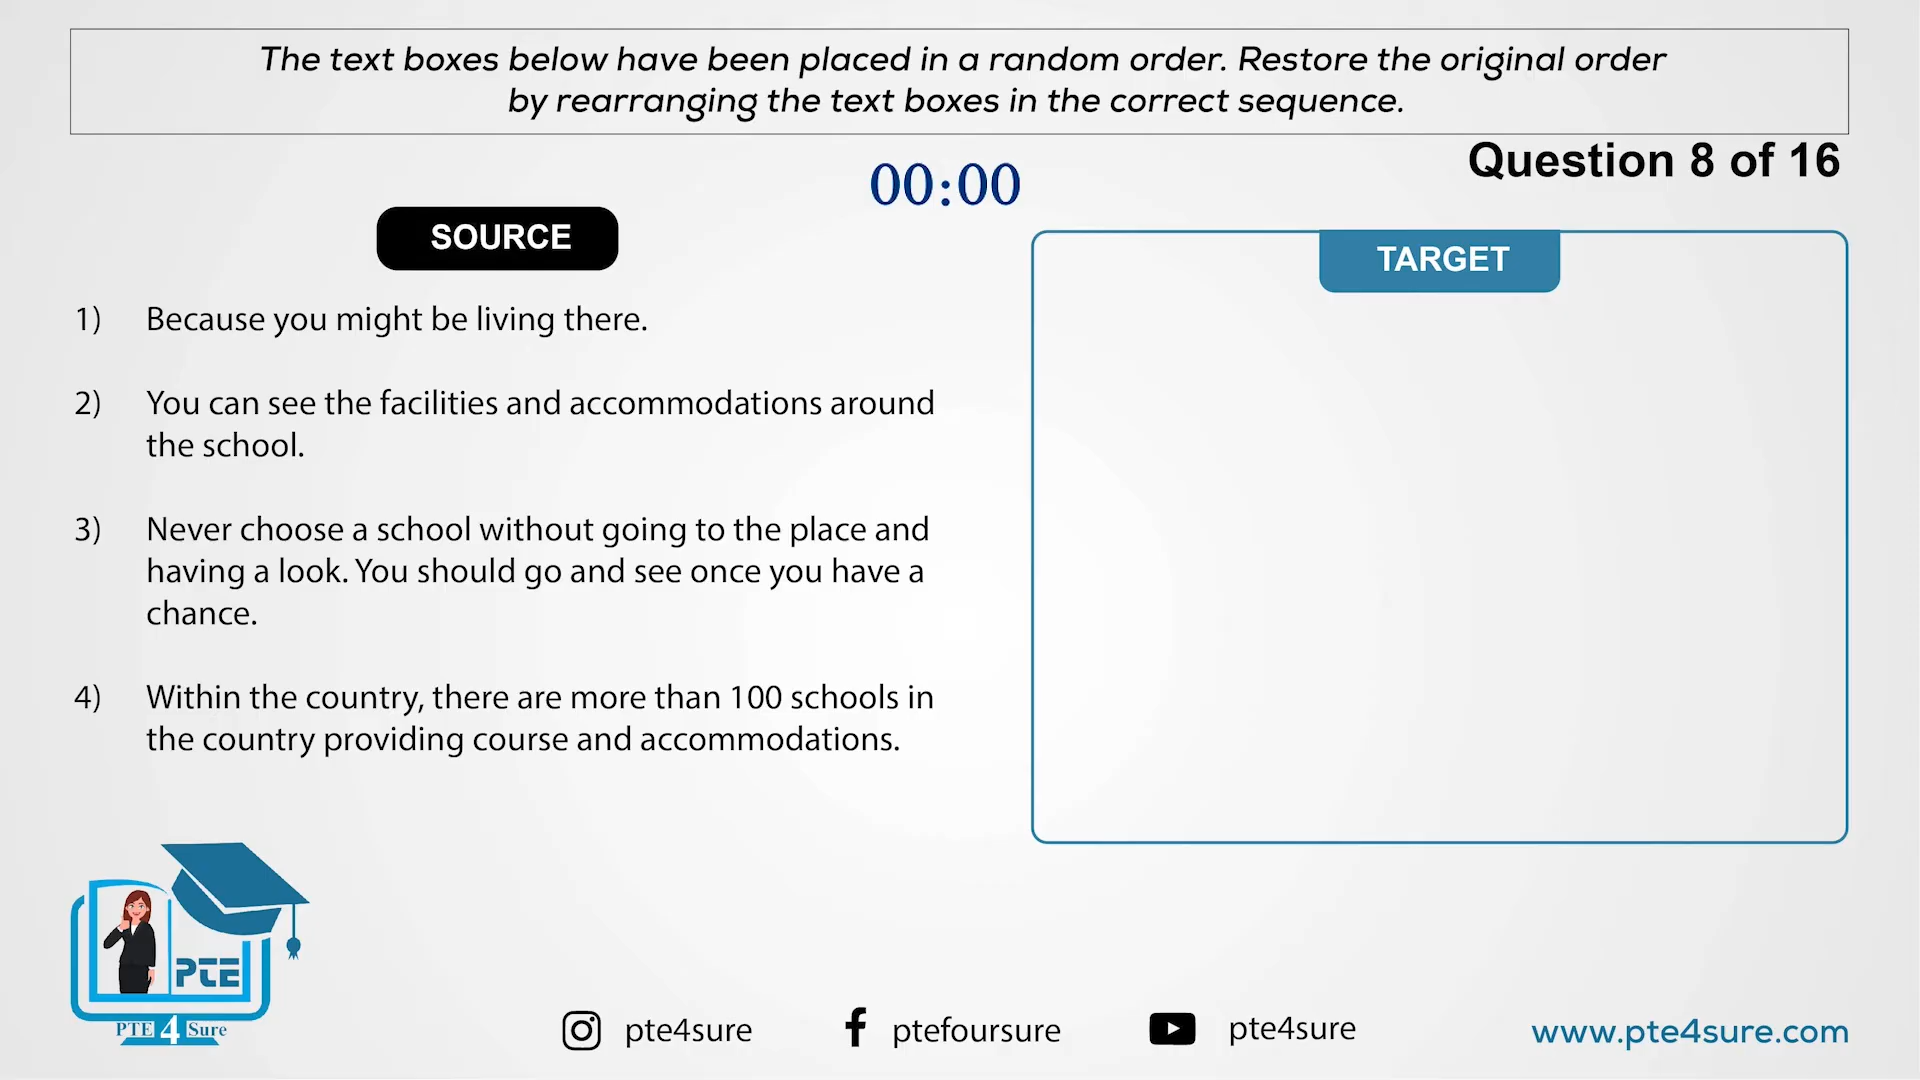 The text boxes below have been placed in a random order. Restore the original order
by rearranging the text boxes in the correct sequence.
Question 8 of 16
00:00
SOURCE
1) Because you might be living there.
2) You can see the facilities and accommodations around
the school.
3) Never choose a school without going to the place and
having a look. You should go and see once you have a
chance.
4) Within the country, there are more than 100 schools in
the country providing course and accommodations.
TARGET
PTE
PTE 4 Sure
pte4sure
ptefoursure
pte4sure
www.pte4sure.com